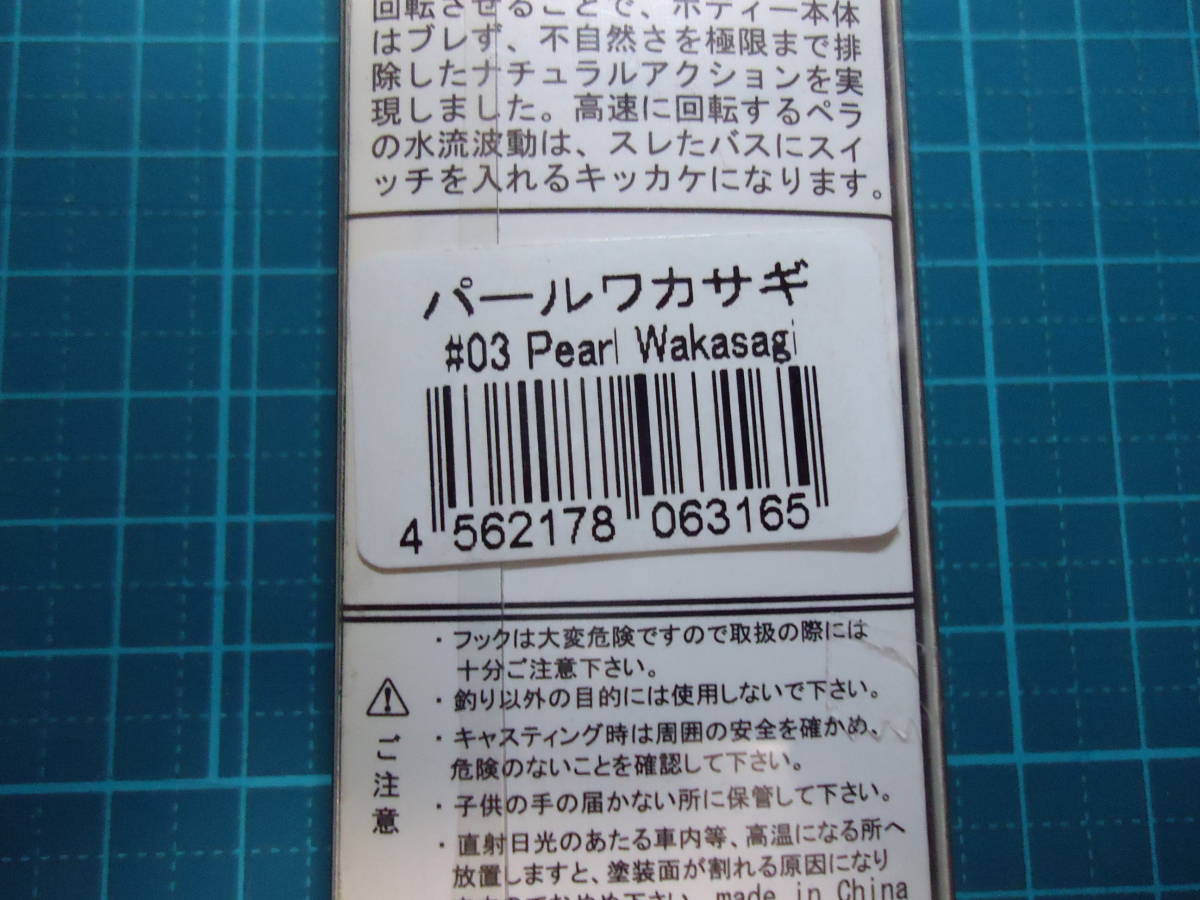 回転させることで、ボディー本体
はブレず、不自然さを極限まで排
除したナチュラルアクションを実
現しました。高速に回転するペラ
の水流波動は、スレたバスにスイ
ッチを入れるキッカケになります。
パールワカサギ
#03 Pearl Wakasagi
4 562178 063165
・フックは大変危険ですので取扱の際には
十分ご注意下さい。
・釣り以外の目的には使用しないで下さい。
・キャスティング時は周囲の安全を確かめ、
危険のないことを確認して下さい。
・子供の手の届かない所に保管して下さい。
・直射日光のあたる車内等、高温になる所へ
放置しますと、塗装面が割れる原因になり
made in China
ご注意